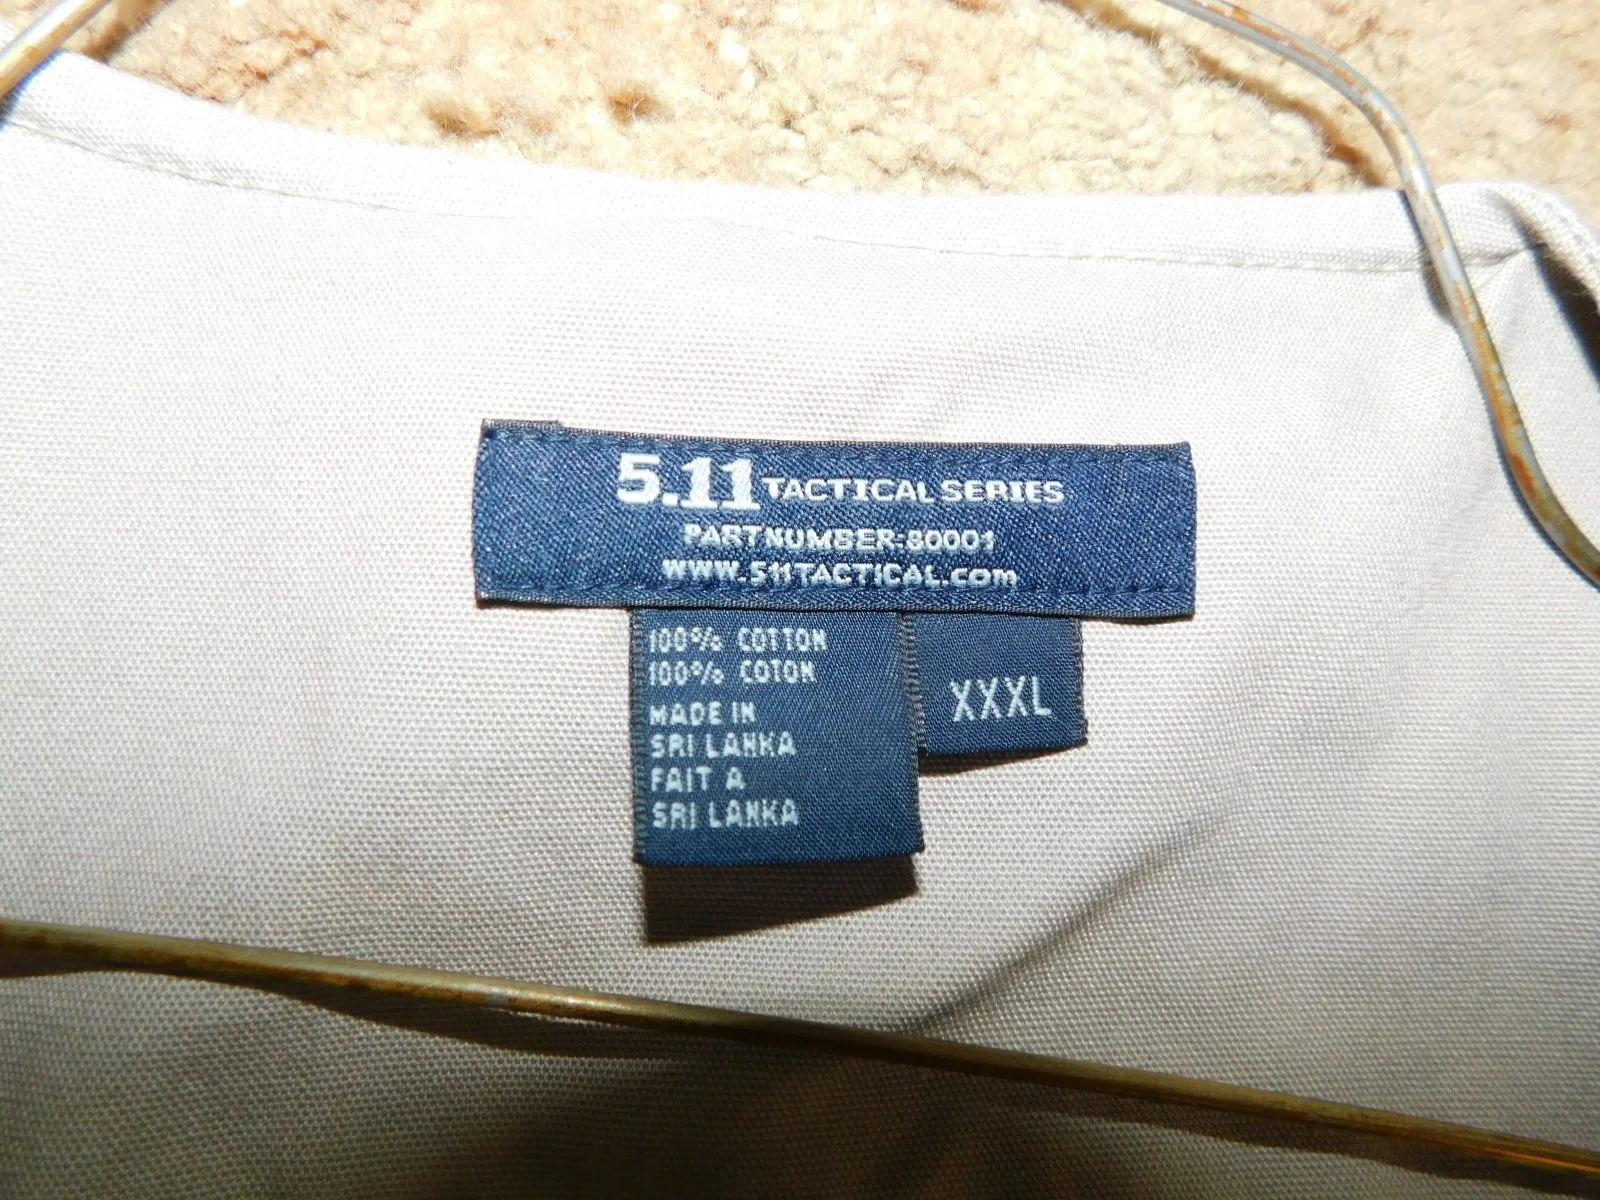 5.11 TACTICAL SERIES
PART NUMBER:80001
WWW.511TACTICAL.COM
100% COTTON
100% COTON
MADE IN
SRI LANKA
FAIT A
SRI LANKA
XXXL